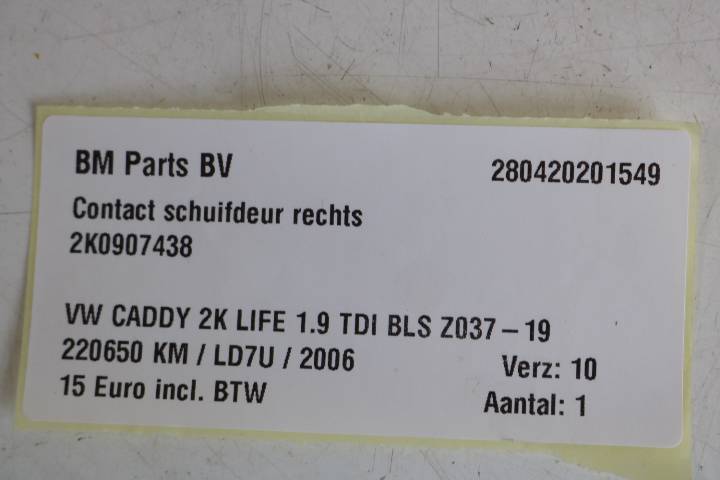 BM Parts BV 280420201549
Contact schuifdeur rechts
2K0907438
VW CADDY 2K LIFE 1.9 TDI BLS Z037 – 19
220650 KM / LD7U / 2006 Verz: 10
15 Euro incl. BTW Aantal: 1